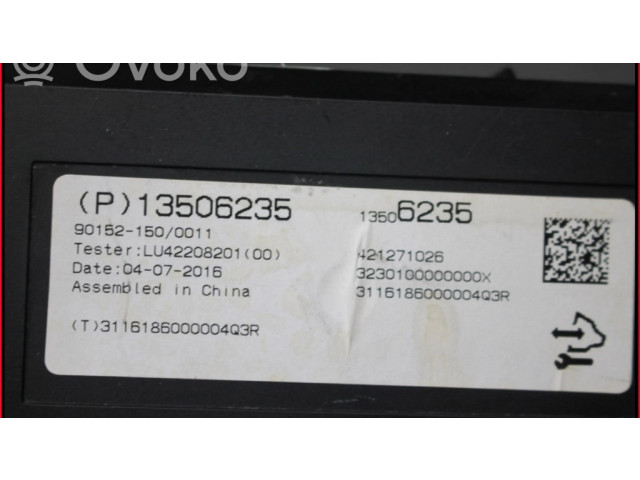 Ovoko
(P)13506235
13506235
90152-150/0011
Tester:LU42208201(00)
421271026
Date:04-07-2016
3230100000000X
Assembled in China
3116186000004Q3R
(T)3116186000004Q3R